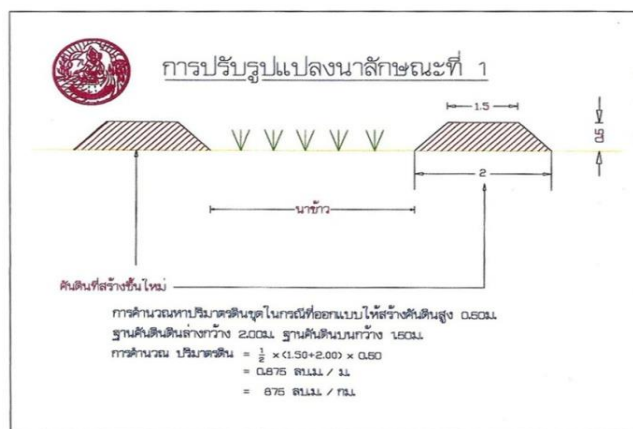 การปรับรูปแปลงนาลักษณะที่ 1
1.5
0.5
2
นาข้าว
คันดินที่สร้างขึ้นใหม่
การคำนวณหาปริมาตรดินขุดในกรณีที่ออกแบบให้สร้างคันดินสูง 0.50ม.
ฐานคันดินดินล่างกว้าง 2.00ม. ฐานคันดินบนกว้าง 1.50ม.
การคำนวณ ปริมาตรดิน = ½ ×(1.50+2.00) × 0.50
= 0.875 ลบ.ม. / ม.
= 875 ลบ.ม. / กม.